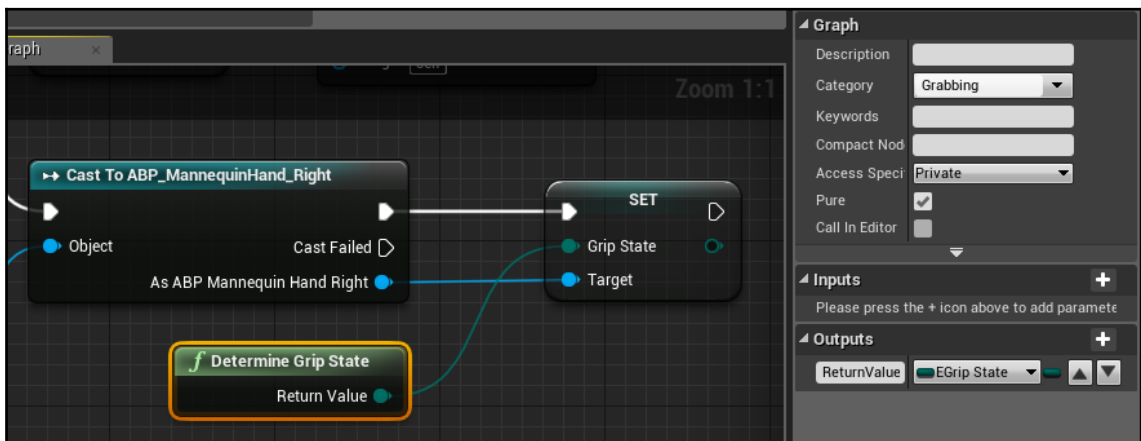 raph
Self
Zoom 1:1
Cast To ABP_MannequinHand_Right
Object
Cast Failed
As ABP Mannequin Hand Right
SET
Grip State
Target
f Determine Grip State
Return Value
Graph
Description
Category Grabbing
Keywords
Compact Nod
Access Speci Private
Pure
Call In Editor
Inputs
Please press the + icon above to add paramete
Outputs
ReturnValue EGrip State